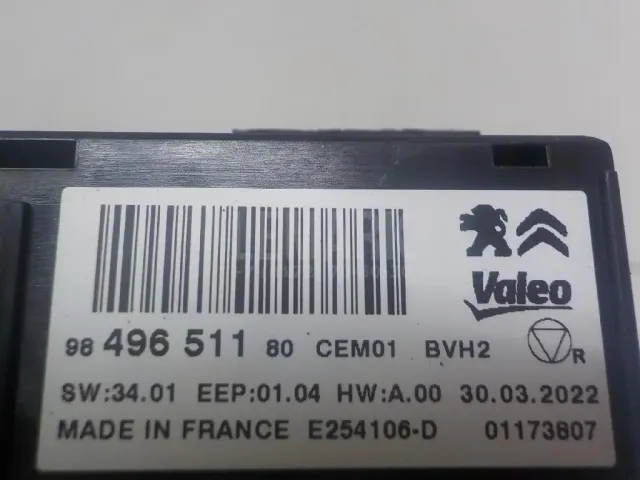 Valeo
98 496 511 80 CEM01 BVH2 R
SW:34.01 EEP:01.04 HW:A.00 30.03.2022
MADE IN FRANCE E254106-D 01173807